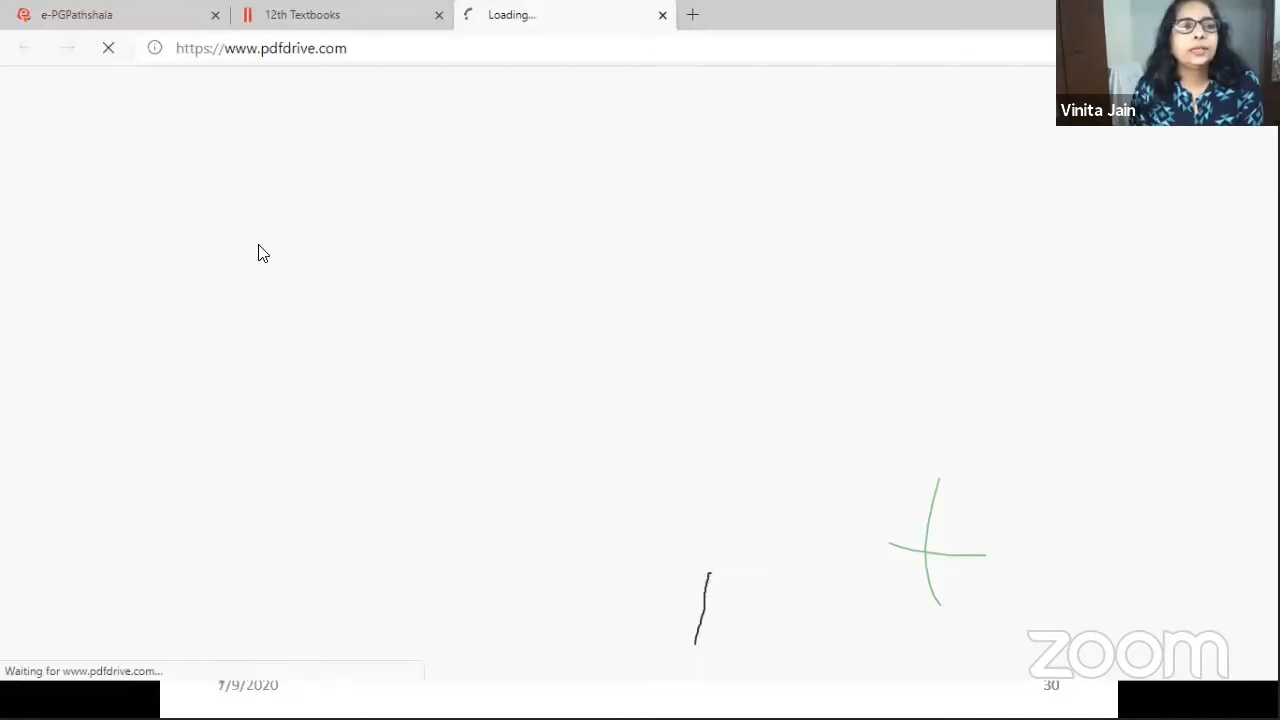 e-PGPathshala
12th Textbooks
Loading...
https://www.pdfdrive.com
Vinita Jain
zoom
Waiting for www.pdfdrive.com...
7/9/2020
30